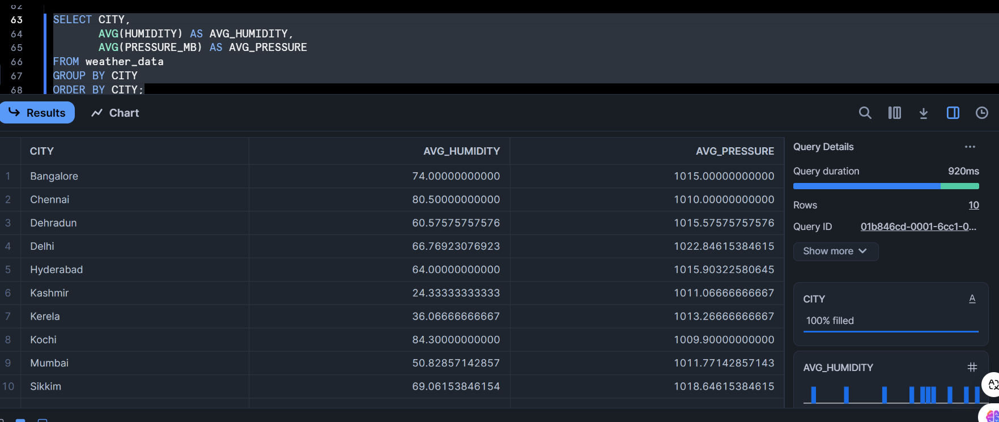 62
63 SELECT CITY,
64 AVG(HUMIDITY) AS AVG_HUMIDITY,
65 AVG(PRESSURE_MB) AS AVG_PRESSURE
66 FROM weather_data
67 GROUP BY CITY
68 ORDER BY CITY;
Results Chart
CITY AVG_HUMIDITY AVG_PRESSURE
1 Bangalore 74.00000000000 1015.00000000000
2 Chennai 80.50000000000 1010.00000000000
3 Dehradun 60.57575757576 1015.57575757576
4 Delhi 66.76923076923 1022.84615384615
5 Hyderabad 64.00000000000 1015.90322580645
6 Kashmir 24.33333333333 1011.06666666667
7 Kerela 36.06666666667 1013.26666666667
8 Kochi 84.30000000000 1009.90000000000
9 Mumbai 50.82857142857 1011.77142857143
10 Sikkim 69.06153846154 1018.64615384615
Query Details ...
Query duration 920ms
Rows 10
Query ID 01b846cd-0001-6cc1-0...
Show more
CITY A
100% filled
AVG_HUMIDITY #